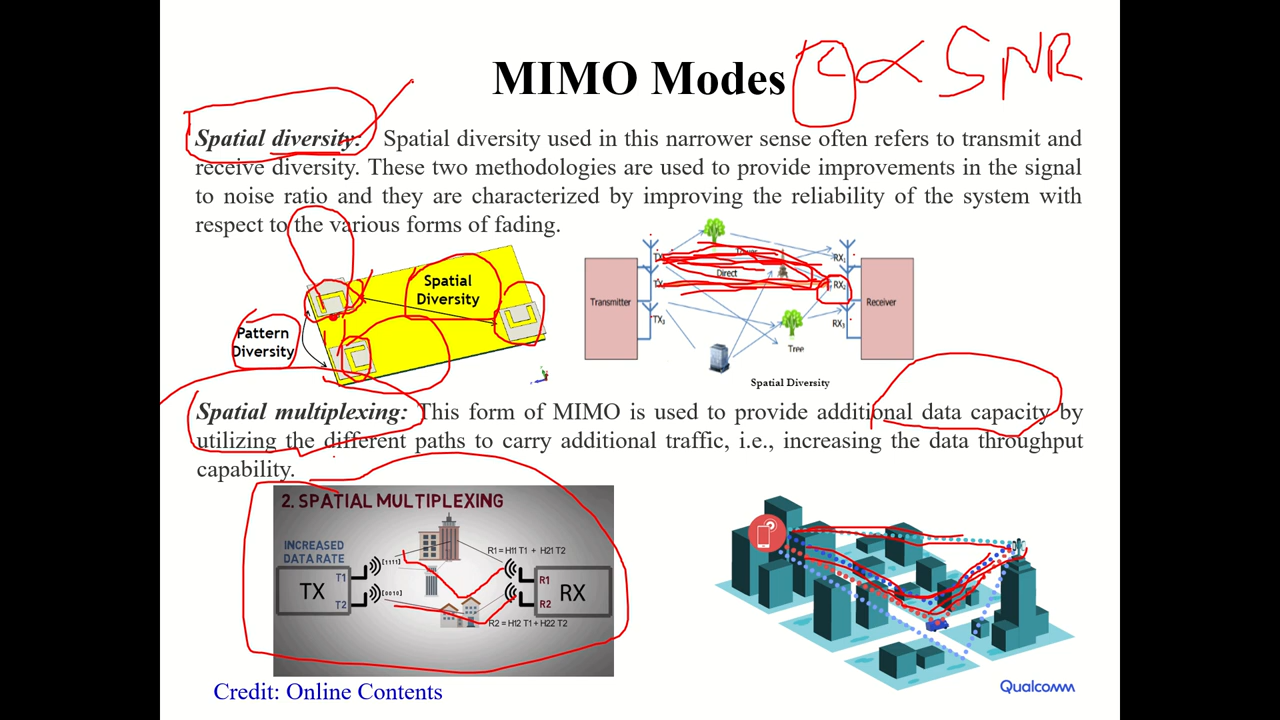 MIMO Modes
C ∝ SNR
Spatial diversity: Spatial diversity used in this narrower sense often refers to transmit and
receive diversity. These two methodologies are used to provide improvements in the signal
to noise ratio and they are characterized by improving the reliability of the system with
respect to the various forms of fading.
Spatial
Diversity
Pattern
Diversity
Transmitter
TX3
Direct
Tree
RX1
RX2
RX3
Receiver
Spatial Diversity
Spatial multiplexing: This form of MIMO is used to provide additional data capacity by
utilizing the different paths to carry additional traffic, i.e., increasing the data throughput
capability.
2. SPATIAL MULTIPLEXING
INCREASED
DATA RATE
TX
T1
T2
[1111]
[0010]
R1 = H11 T1 + H21 T2
R1
R2
RX
R2 = H12 T1 + H22 T2
Qualcomm
Credit: Online Contents